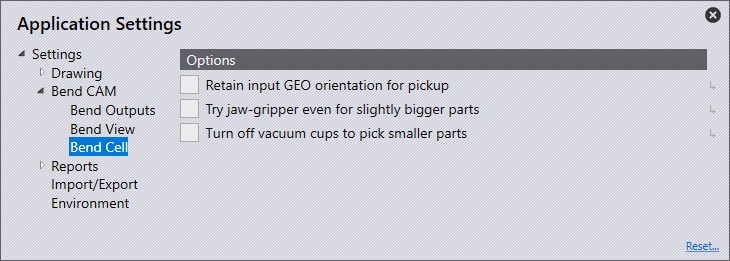 Application Settings
Settings
Drawing
Bend CAM
Bend Outputs
Bend View
Bend Cell
Reports
Import/Export
Environment
Options
Retain input GEO orientation for pickup
Try jaw-gripper even for slightly bigger parts
Turn off vacuum cups to pick smaller parts
Reset...